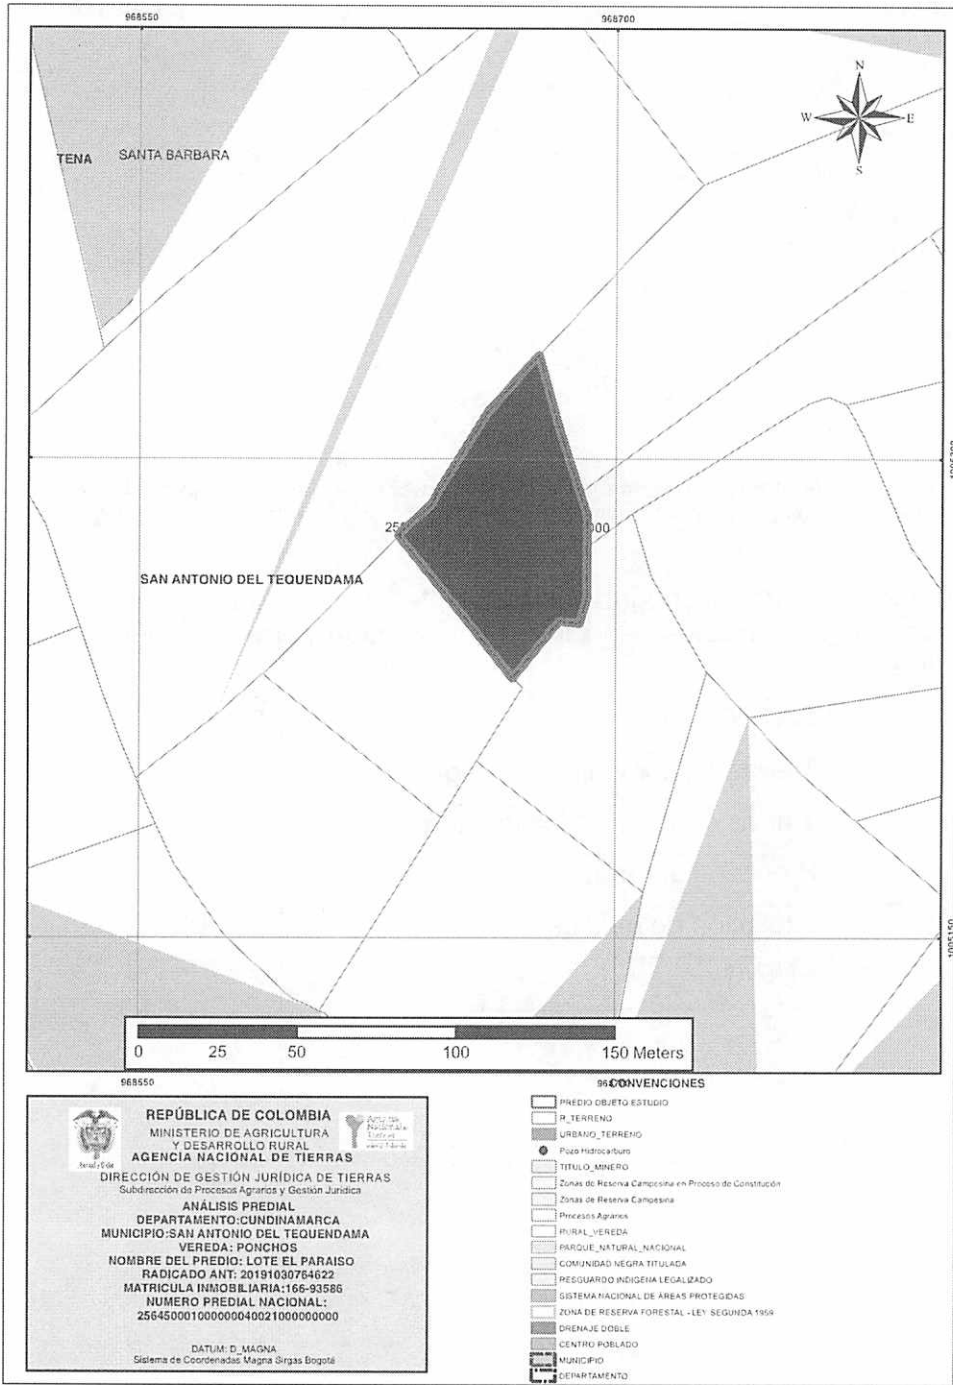 968550 968700
N
W E
S
TENA SANTA BARBARA
SAN ANTONIO DEL TEQUENDAMA
1005150
0 25 50 100 150 Meters
968550
REPÚBLICA DE COLOMBIA
MINISTERIO DE AGRICULTURA
Y DESARROLLO RURAL
AGENCIA NACIONAL DE TIERRAS
DIRECCIÓN DE GESTIÓN JURÍDICA DE TIERRAS
Subdirección de Procesos Agrarios y Gestión Jurídica
ANÁLISIS PREDIAL
DEPARTAMENTO:CUNDINAMARCA
MUNICIPIO:SAN ANTONIO DEL TEQUENDAMA
VEREDA: PONCHOS
NOMBRE DEL PREDIO: LOTE EL PARAISO
RADICADO ANT: 20191030764622
MATRICULA INMOBILIARIA:166-93586
NUMERO PREDIAL NACIONAL:
DATUM: D_MAGNA
Sistema de Coordenadas Magna Sirgas Bogotá
CONVENCIONES
PREDIO OBJETO ESTUDIO
R_TERRENO
URBANO_TERRENO
Pozo Hidrocarburo
TITULO_MINERO
Zonas de Reserva Campesina en Proceso de Constitución
Zonas de Reserva Campesina
Procesos Agrarios
RURAL_VEREDA
PARQUE_NATURAL_NACIONAL
COMUNIDAD NEGRA TITULADA
RESGUARDO INDIGENA LEGALIZADO
SISTEMA NACIONAL DE ÁREAS PROTEGIDAS
ZONA DE RESERVA FORESTAL - LEY SEGUNDA 1959
DRENAJE DOBLE
CENTRO POBLADO
MUNICIPIO
DEPARTAMENTO